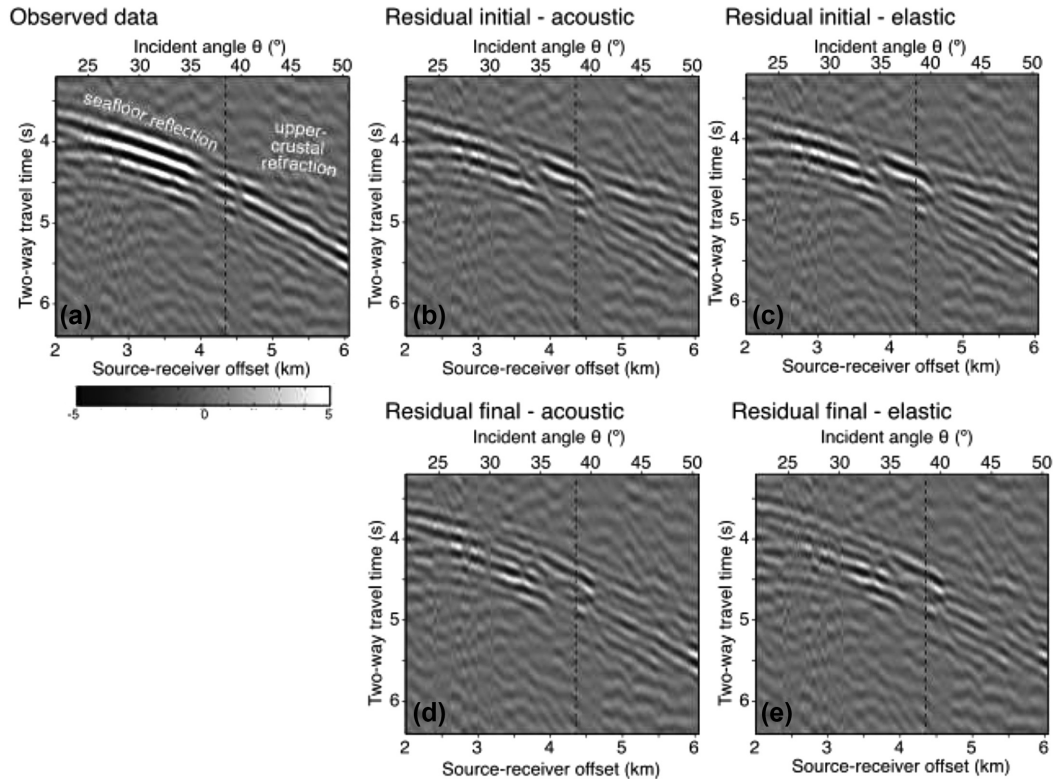 Observed data
Incident angle θ (°)
25 30 35 40 45 50
Two-way travel time (s)
4
5
6
seafloor reflection
upper-
crustal
refraction
(a)
2 3 4 5 6
Source-receiver offset (km)
-5 0 5
Residual initial - acoustic
Incident angle θ (°)
25 30 35 40 45 50
Two-way travel time (s)
4
5
6
(b)
2 3 4 5 6
Source-receiver offset (km)
Residual initial - elastic
Incident angle θ (°)
25 30 35 40 45 50
Two-way travel time (s)
4
5
6
(c)
2 3 4 5 6
Source-receiver offset (km)
Residual final - acoustic
Incident angle θ (°)
25 30 35 40 45 50
Two-way travel time (s)
4
5
6
(d)
2 3 4 5 6
Source-receiver offset (km)
Residual final - elastic
Incident angle θ (°)
25 30 35 40 45 50
Two-way travel time (s)
4
5
6
(e)
2 3 4 5 6
Source-receiver offset (km)